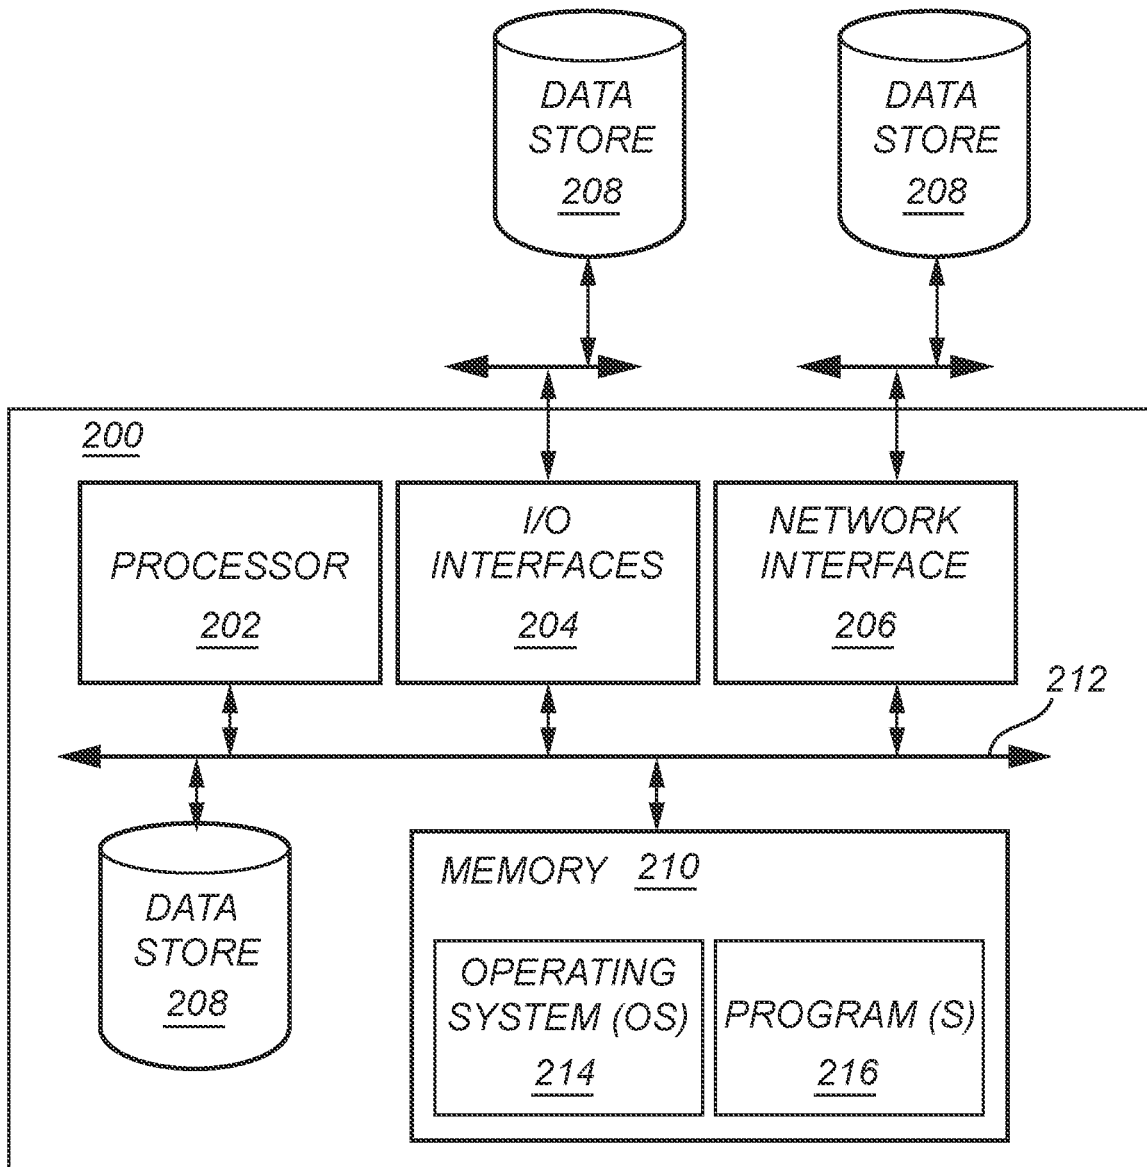 DATA
STORE
208
DATA
STORE
208
200
PROCESSOR
202
I/O
INTERFACES
204
NETWORK
INTERFACE
206
212
DATA
STORE
208
MEMORY 210
OPERATING
SYSTEM (OS)
214
PROGRAM (S)
216